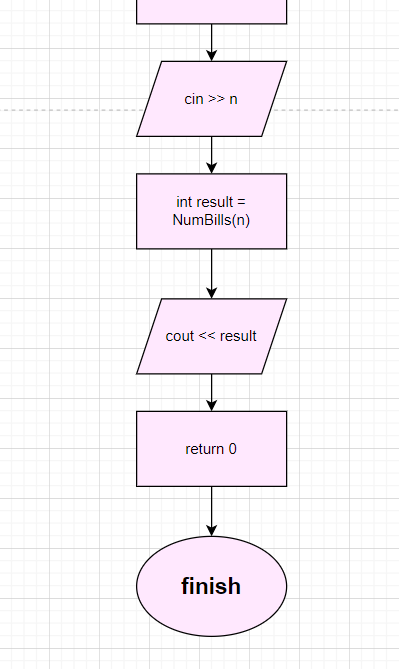 cin >> n
int result =
NumBills(n)
cout << result
return 0
finish